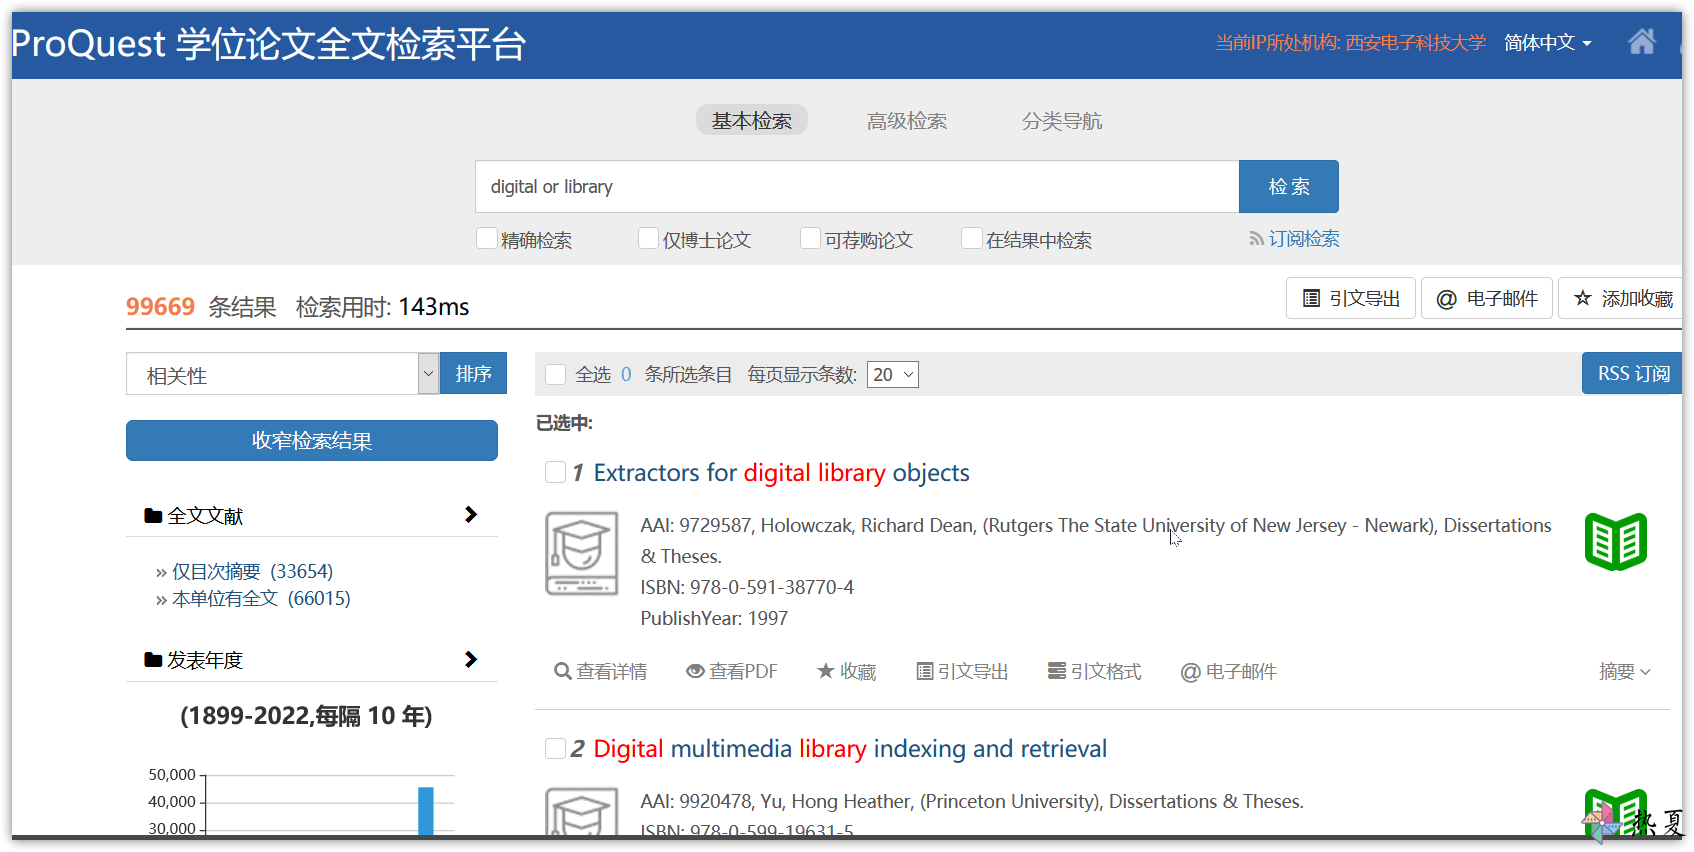 ProQuest 学位论文全文检索平台
当前IP所处机构: 西安电子科技大学 简体中文
基本检索 高级检索 分类导航
digital or library 检 索
精确检索 仅博士论文 可荐购论文 在结果中检索 订阅检索
99669 条结果 检索用时: 143ms
引文导出 @ 电子邮件 添加收藏
相关性 排序
全选 0 条所选条目 每页显示条数: 20
RSS 订阅
收窄检索结果
已选中:
1 Extractors for digital library objects
AAI: 9729587, Holowczak, Richard Dean, (Rutgers The State University of New Jersey - Newark), Dissertations
& Theses.
ISBN: 978-0-591-38770-4
PublishYear: 1997
查看详情 查看PDF 收藏 引文导出 引文格式 @ 电子邮件 摘要
全文文献
» 仅目次摘要 (33654)
» 本单位有全文 (66015)
发表年度
(1899-2022,每隔 10 年)
50,000
40,000
30,000
2 Digital multimedia library indexing and retrieval
AAI: 9920478, Yu, Hong Heather, (Princeton University), Dissertations & Theses.
ISBN: 978-0-599-19631-5
热夏